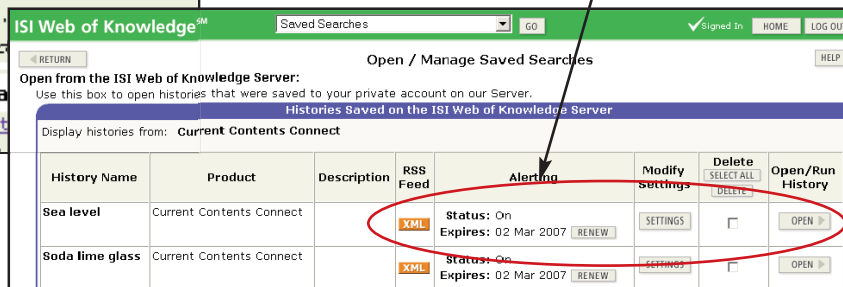 ISI Web of Knowledge SM
Saved Searches GO
Signed In HOME LOG OU
RETURN Open / Manage Saved Searches HELP
Open from the ISI Web of Knowledge Server:
Use this box to open histories that were saved to your private account on our Server.
Histories Saved on the ISI Web of Knowledge Server
Display histories from: Current Contents Connect
History Name Product Description RSS Feed Alerting Modify Settings Delete SELECT ALL DELETE Open/Run History
Sea level Current Contents Connect XML Status: On SETTINGS OPEN
Expires: 02 Mar 2007 RENEW
Soda lime glass Current Contents Connect XML Status: On SETTINGS OPEN
Expires: 02 Mar 2007 RENEW